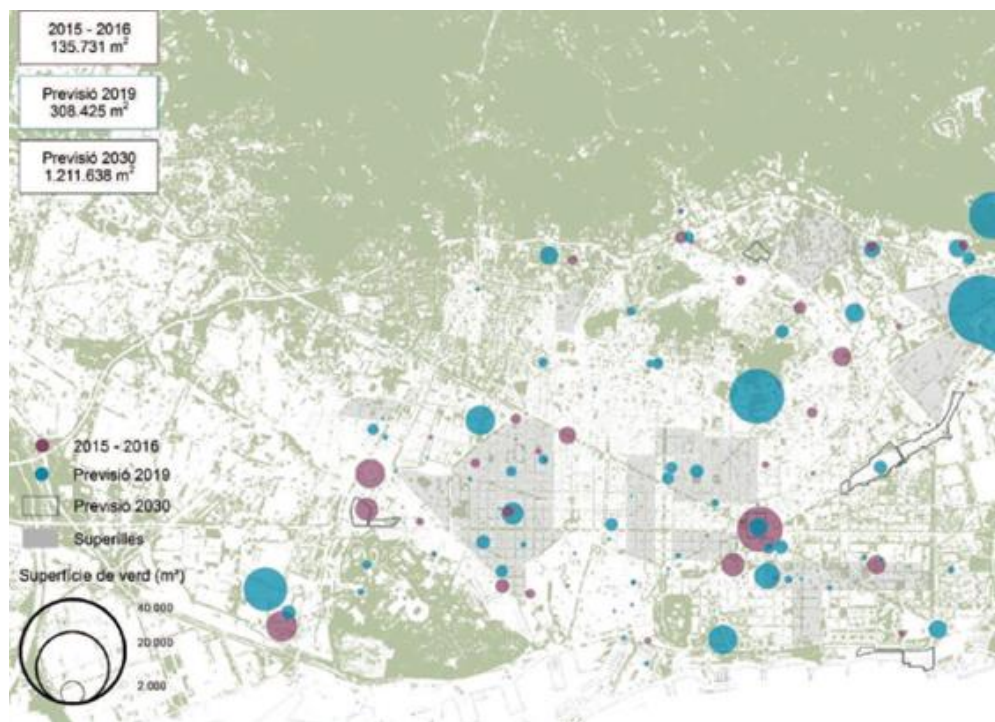 2015 - 2016
135.731 m²
Previsió 2019
308.425 m²
Previsió 2030
1.211.638 m²
2015 - 2016
Previsió 2019
Previsió 2030
Superilles
Superfície de verd (m²)
40.000
20.000
2.000